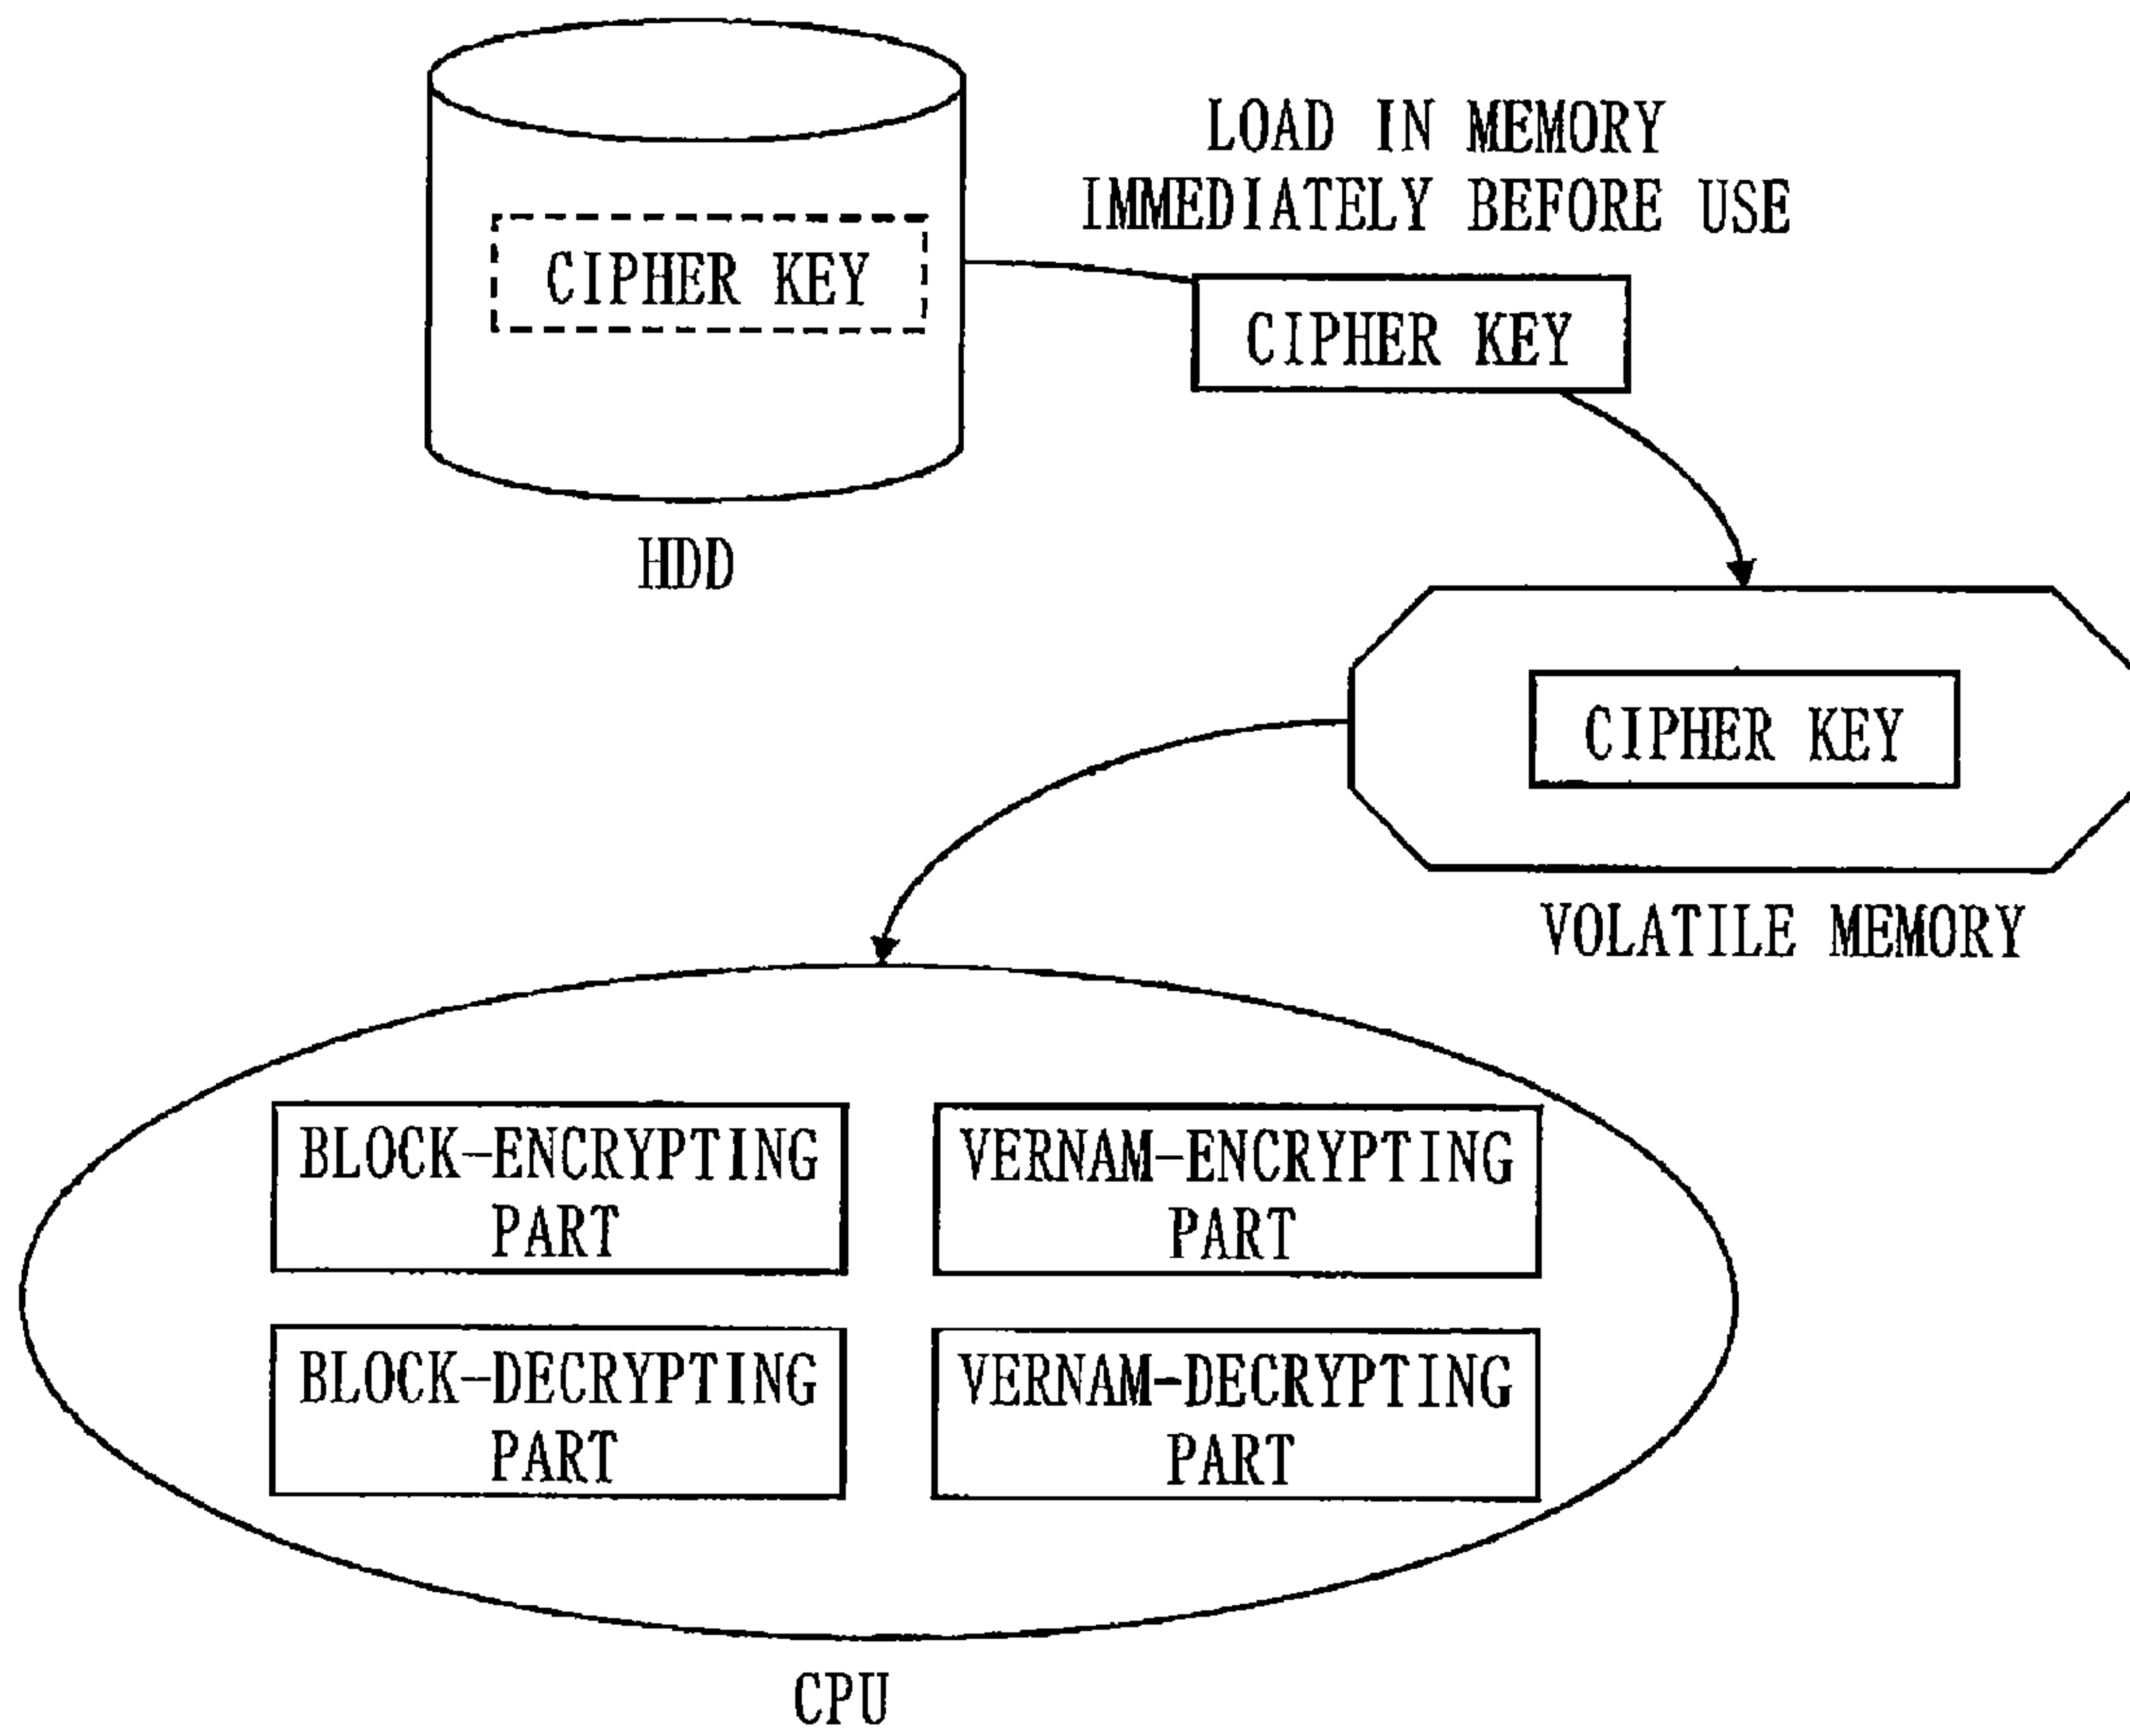 LOAD IN MEMORY
IMMEDIATELY BEFORE USE
CIPHER KEY
CIPHER KEY
HDD
CIPHER KEY
VOLATILE MEMORY
BLOCK-ENCRYPTING
PART
VERNAM-ENCRYPTING
PART
BLOCK-DECRYPTING
PART
VERNAM-DECRYPTING
PART
CPU